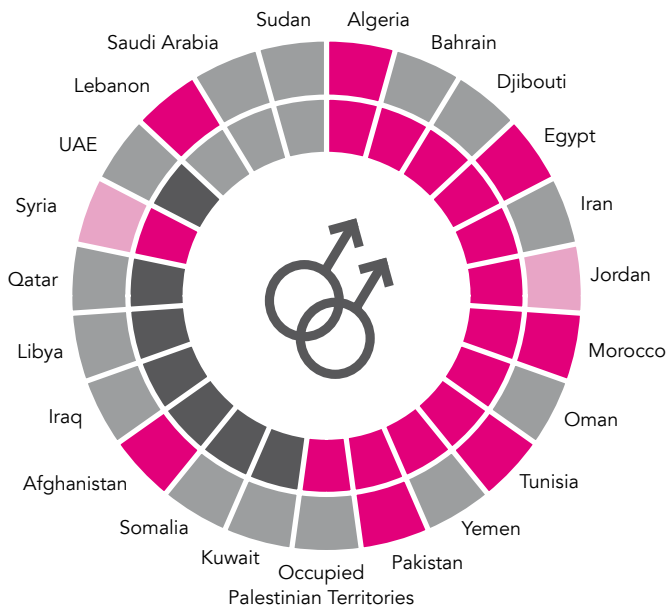 Sudan
Algeria
Saudi Arabia
Bahrain
Lebanon
Djibouti
UAE
Egypt
Syria
Iran
Qatar
Jordan
Libya
Morocco
Iraq
Oman
Afghanistan
Tunisia
Somalia
Yemen
Kuwait
Pakistan
Occupied
Palestinian Territories